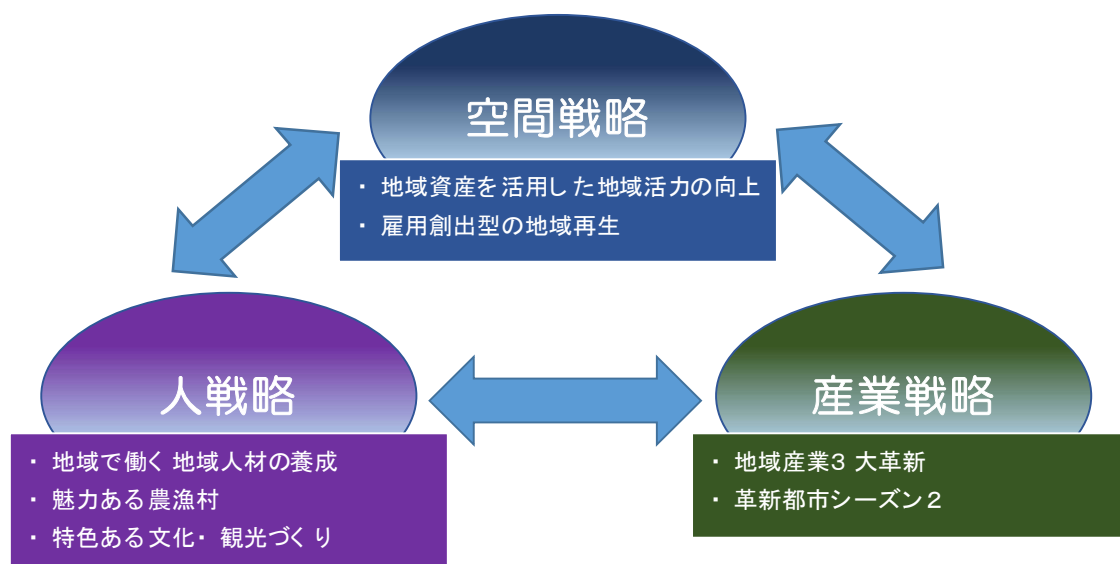 空間戦略
・ 地域資産を活用した地域活力の向上
・ 雇用創出型の地域再生
人戦略
・ 地域で働く地域人材の養成
・ 魅力ある農漁村
・ 特色ある文化・観光づくり
産業戦略
・ 地域産業3大革新
・ 革新都市シーズン2